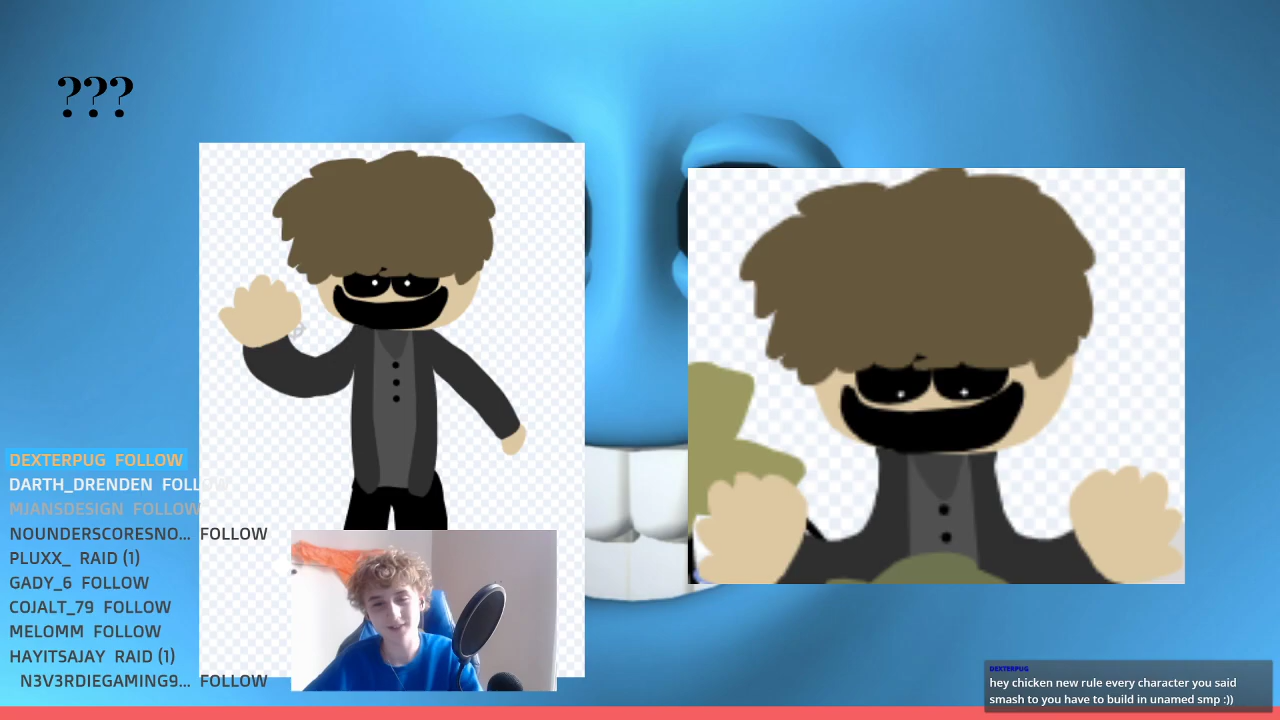 ???
DEXTERPUG FOLLOW
DARTH_DRENDEN FOLLOW
MJANSDESIGN FOLLOW
NOUNDERSCORESNO... FOLLOW
PLUXX_ RAID (1)
GADY_6 FOLLOW
COJALT_79 FOLLOW
MELOMM FOLLOW
HAYITSAJAY RAID (1)
N3V3RDIEGAMING9... FOLLOW
DEXTERPUG
hey chicken new rule every character you said
smash to you have to build in unamed smp :))